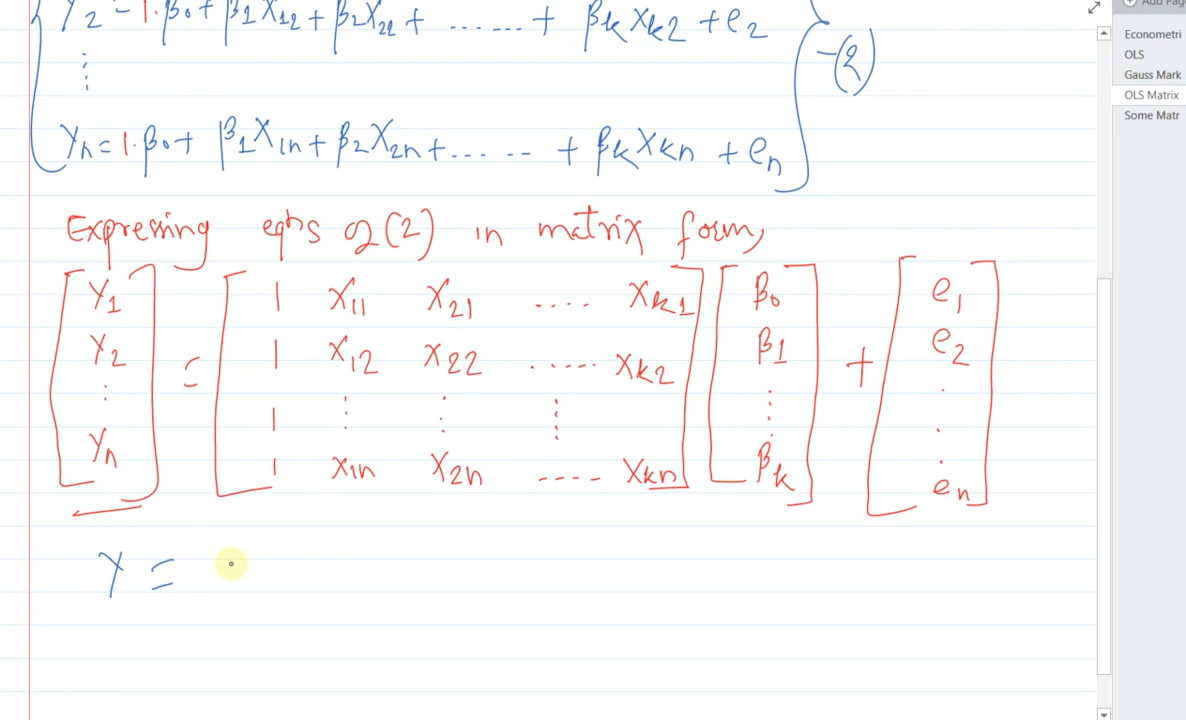 Y2 = 1.β0 + β1X12 + β2X22 + ........ + βkXk2 + e2
⋮ -(2)
Yn = 1.β0 + β1X1n + β2X2n + ........ + βkXkn + en
Expressing eqns of (2) in matrix form,
Y1 1 X11 X21 .... Xk1 β0 e1
Y2 = 1 X12 X22 ..... Xk2 β1 + e2
⋮ 1 ⋮ ⋮ ⋮ ⋮ ⋮
Yn 1 X1n X2n .... Xkn βk en
Y =
Add Pag
Econometri
OLS
Gauss Mark
OLS Matrix
Some Matr